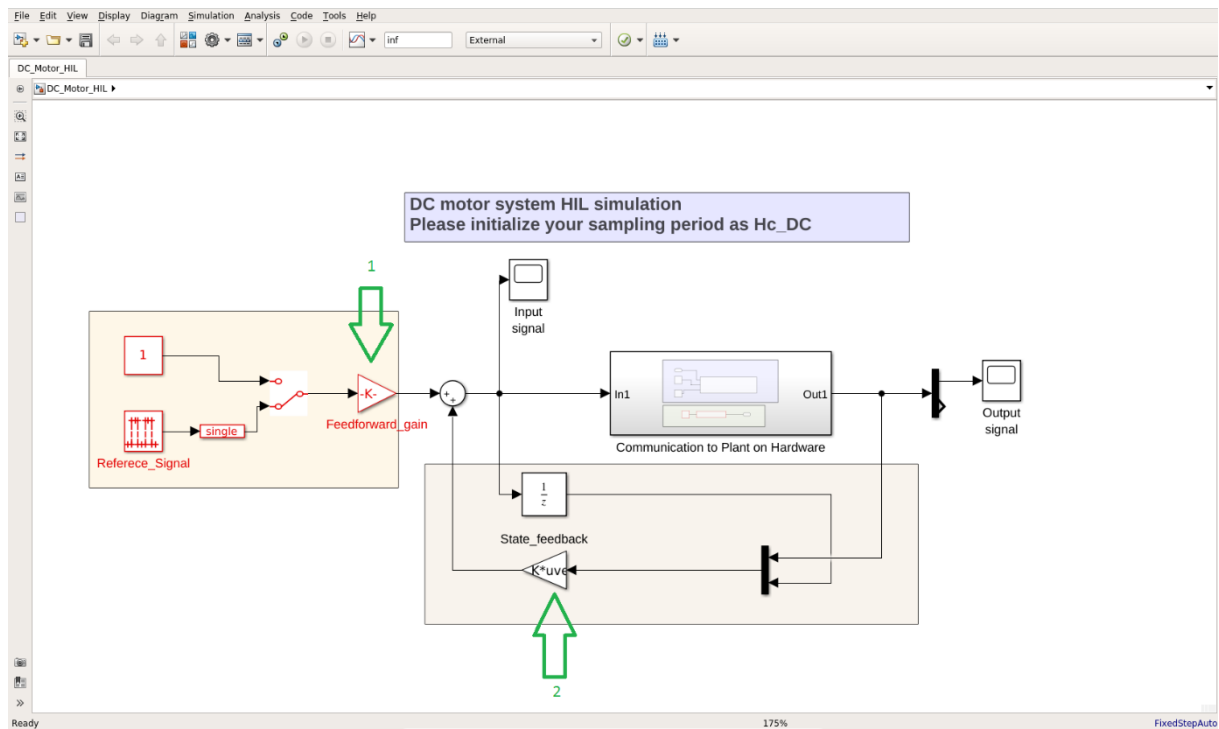 File Edit View Display Diagram Simulation Analysis Code Tools Help
inf
External
DC_Motor_HIL
DC_Motor_HIL
DC motor system HIL simulation
Please initialize your sampling period as Hc_DC
1
Input
signal
1
-K-
Feedforward_gain
single
Referece_Signal
+
+
In1
Out1
Communication to Plant on Hardware
Output
signal
1
z
State_feedback
K*uve
2
Ready
175%
FixedStepAuto